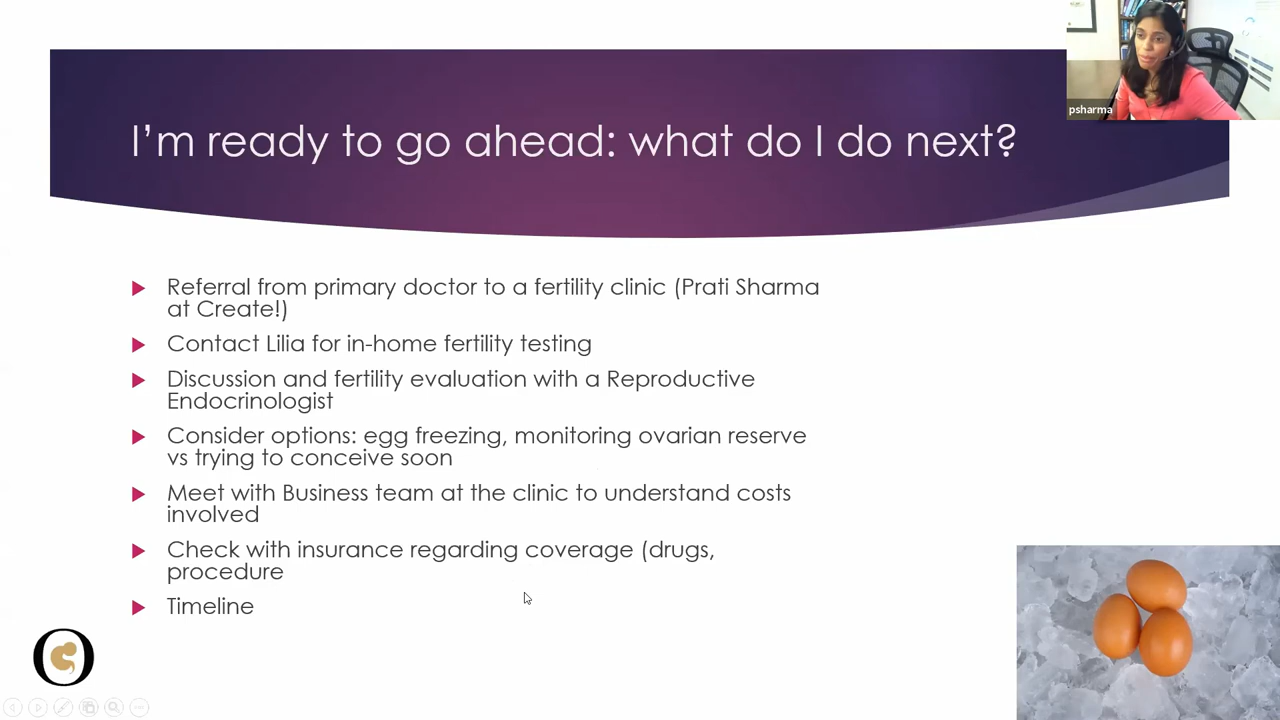 psharma
I'm ready to go ahead: what do I do next?
Referral from primary doctor to a fertility clinic (Prati Sharma
at Create!)
Contact Lilia for in-home fertility testing
Discussion and fertility evaluation with a Reproductive
Endocrinologist
Consider options: egg freezing, monitoring ovarian reserve
vs trying to conceive soon
Meet with Business team at the clinic to understand costs
involved
Check with insurance regarding coverage (drugs,
procedure
Timeline